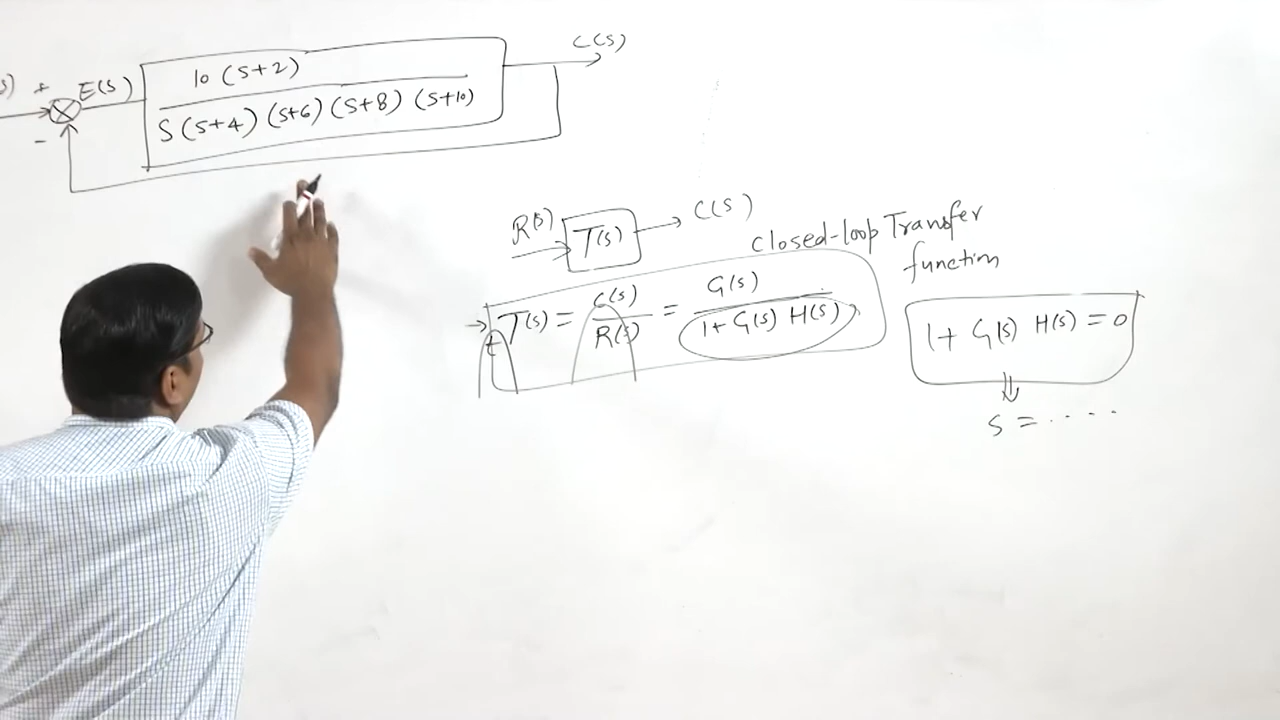 s) + E(s) 10 (s+2) C(s)
S (s+4) (s+6) (s+8) (s+10)
-
R(s) T(s) C(s)
closed-loop Transfer
function
T(s) = C(s) / R(s) = G(s) / 1+ G(s) H(s)
1+ G(s) H(s) = 0
s = .....